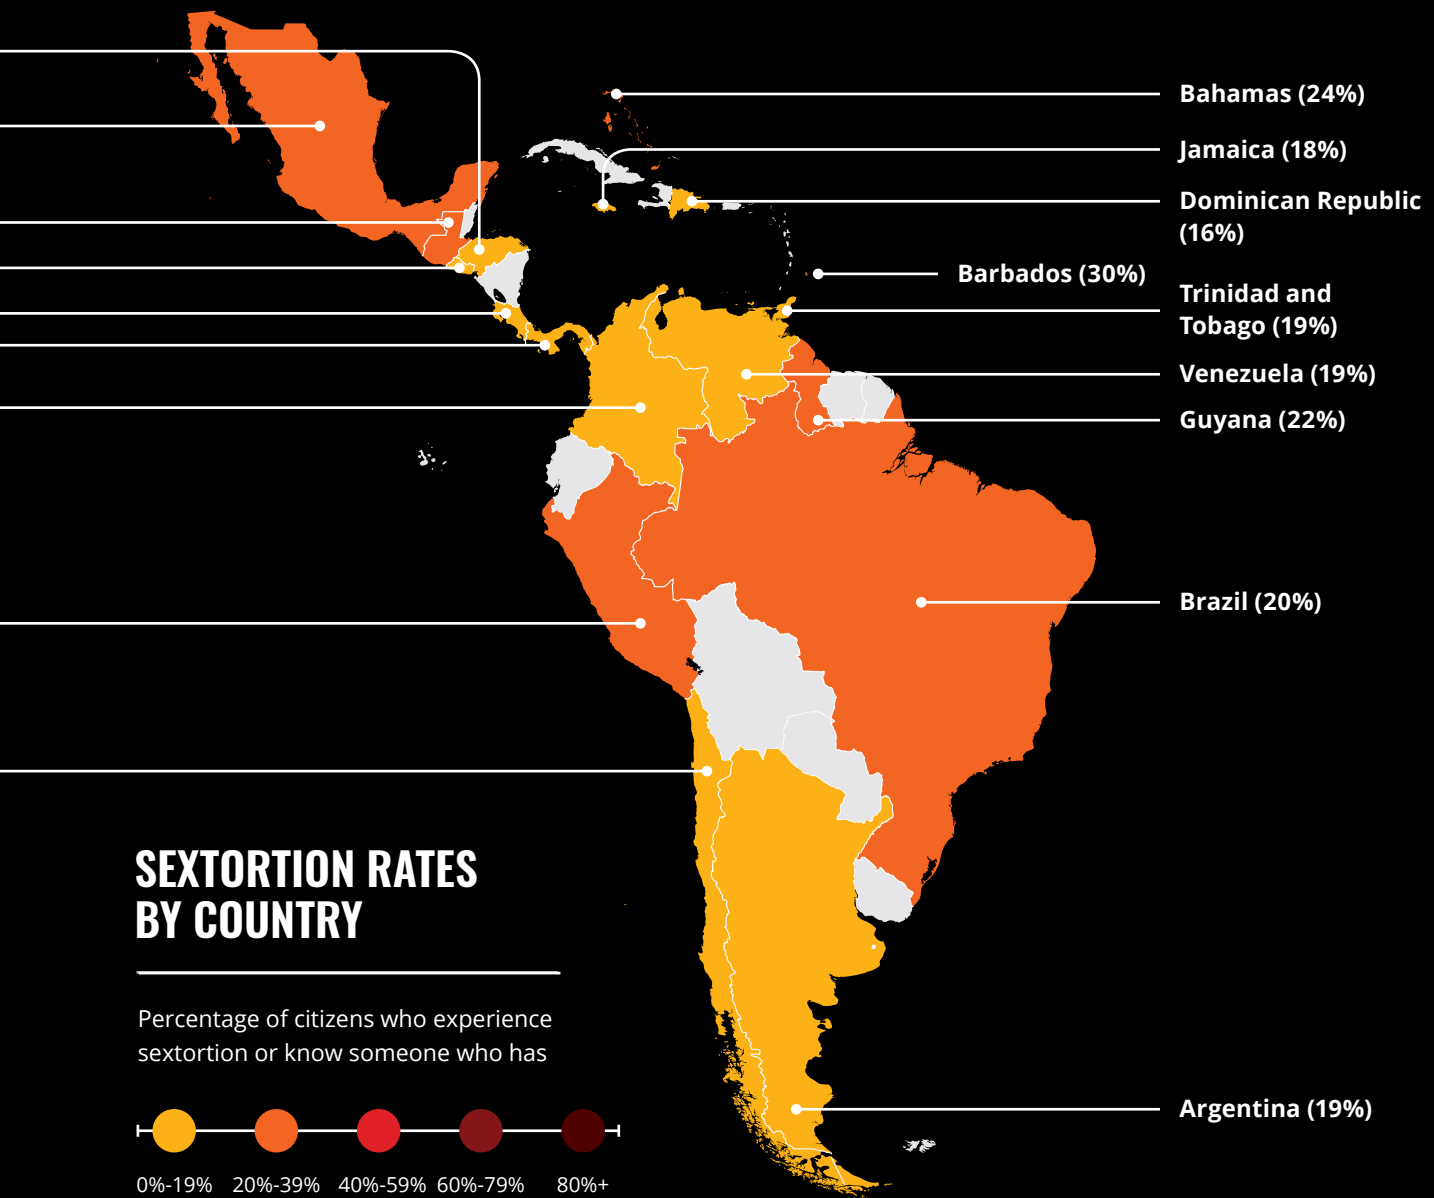 Bahamas (24%)
Jamaica (18%)
Dominican Republic
(16%)
Barbados (30%)
Trinidad and
Tobago (19%)
Venezuela (19%)
Guyana (22%)
Brazil (20%)
SEXTORTION RATES
BY COUNTRY
Percentage of citizens who experience
sextortion or know someone who has
Argentina (19%)
0%-19% 20%-39% 40%-59% 60%-79% 80%+